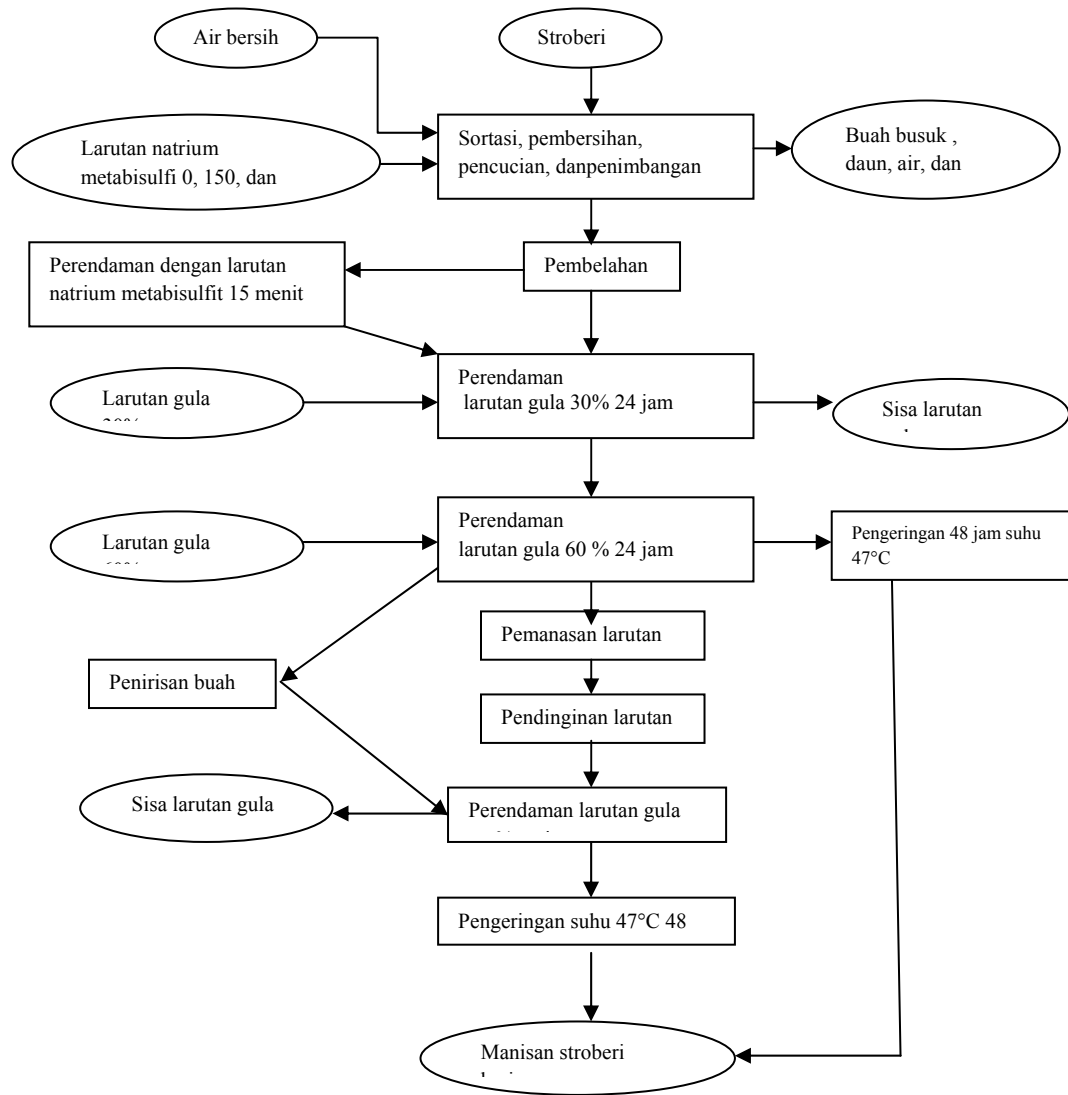 Air bersih
Stroberi
Larutan natrium
metabisulfi 0, 150, dan
Sortasi, pembersihan,
pencucian, danpenimbangan
Buah busuk ,
daun, air, dan
Perendaman dengan larutan
natrium metabisulfit 15 menit
Pembelahan
Larutan gula
Perendaman
larutan gula 30% 24 jam
Sisa larutan
Larutan gula
Perendaman
larutan gula 60 % 24 jam
Pengeringan 48 jam suhu
47°C
Pemanasan larutan
Penirisan buah
Pendinginan larutan
Sisa larutan gula
Perendaman larutan gula
Pengeringan suhu 47°C 48
Manisan stroberi